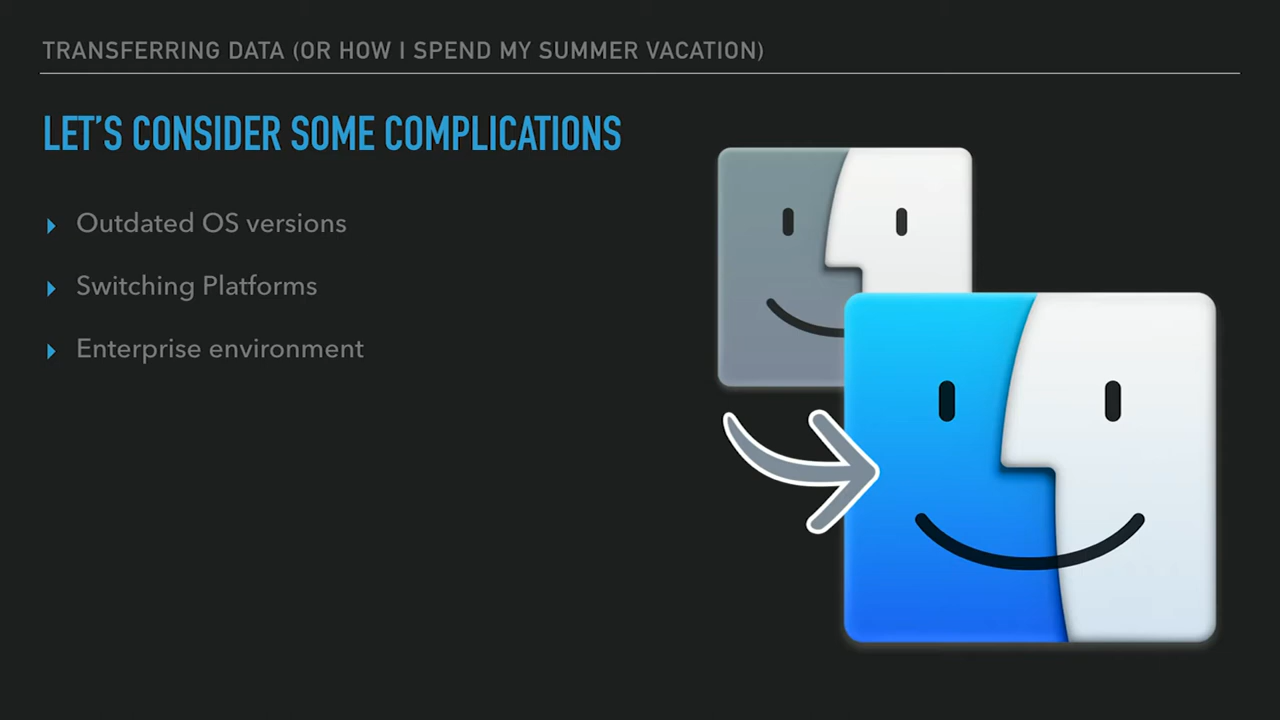 TRANSFERRING DATA (OR HOW I SPEND MY SUMMER VACATION)
LET'S CONSIDER SOME COMPLICATIONS
Outdated OS versions
Switching Platforms
Enterprise environment